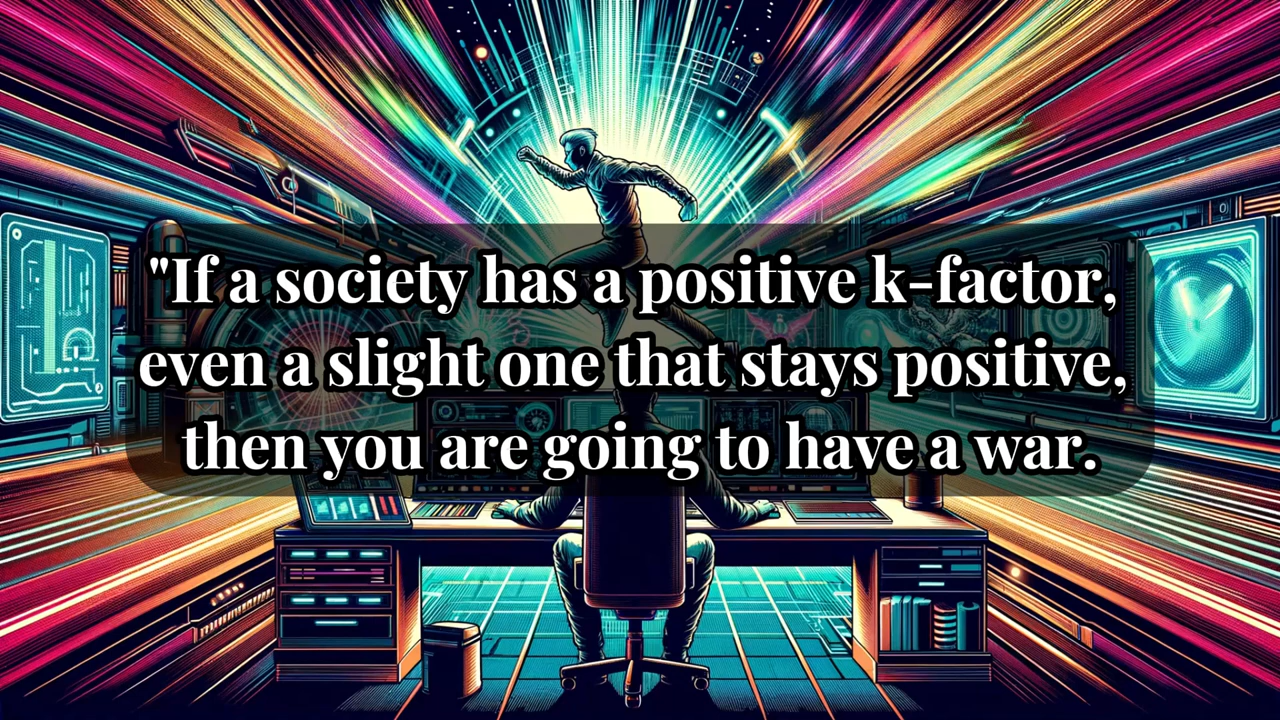 "If a society has a positive k-factor,
even a slight one that stays positive,
then you are going to have a war.